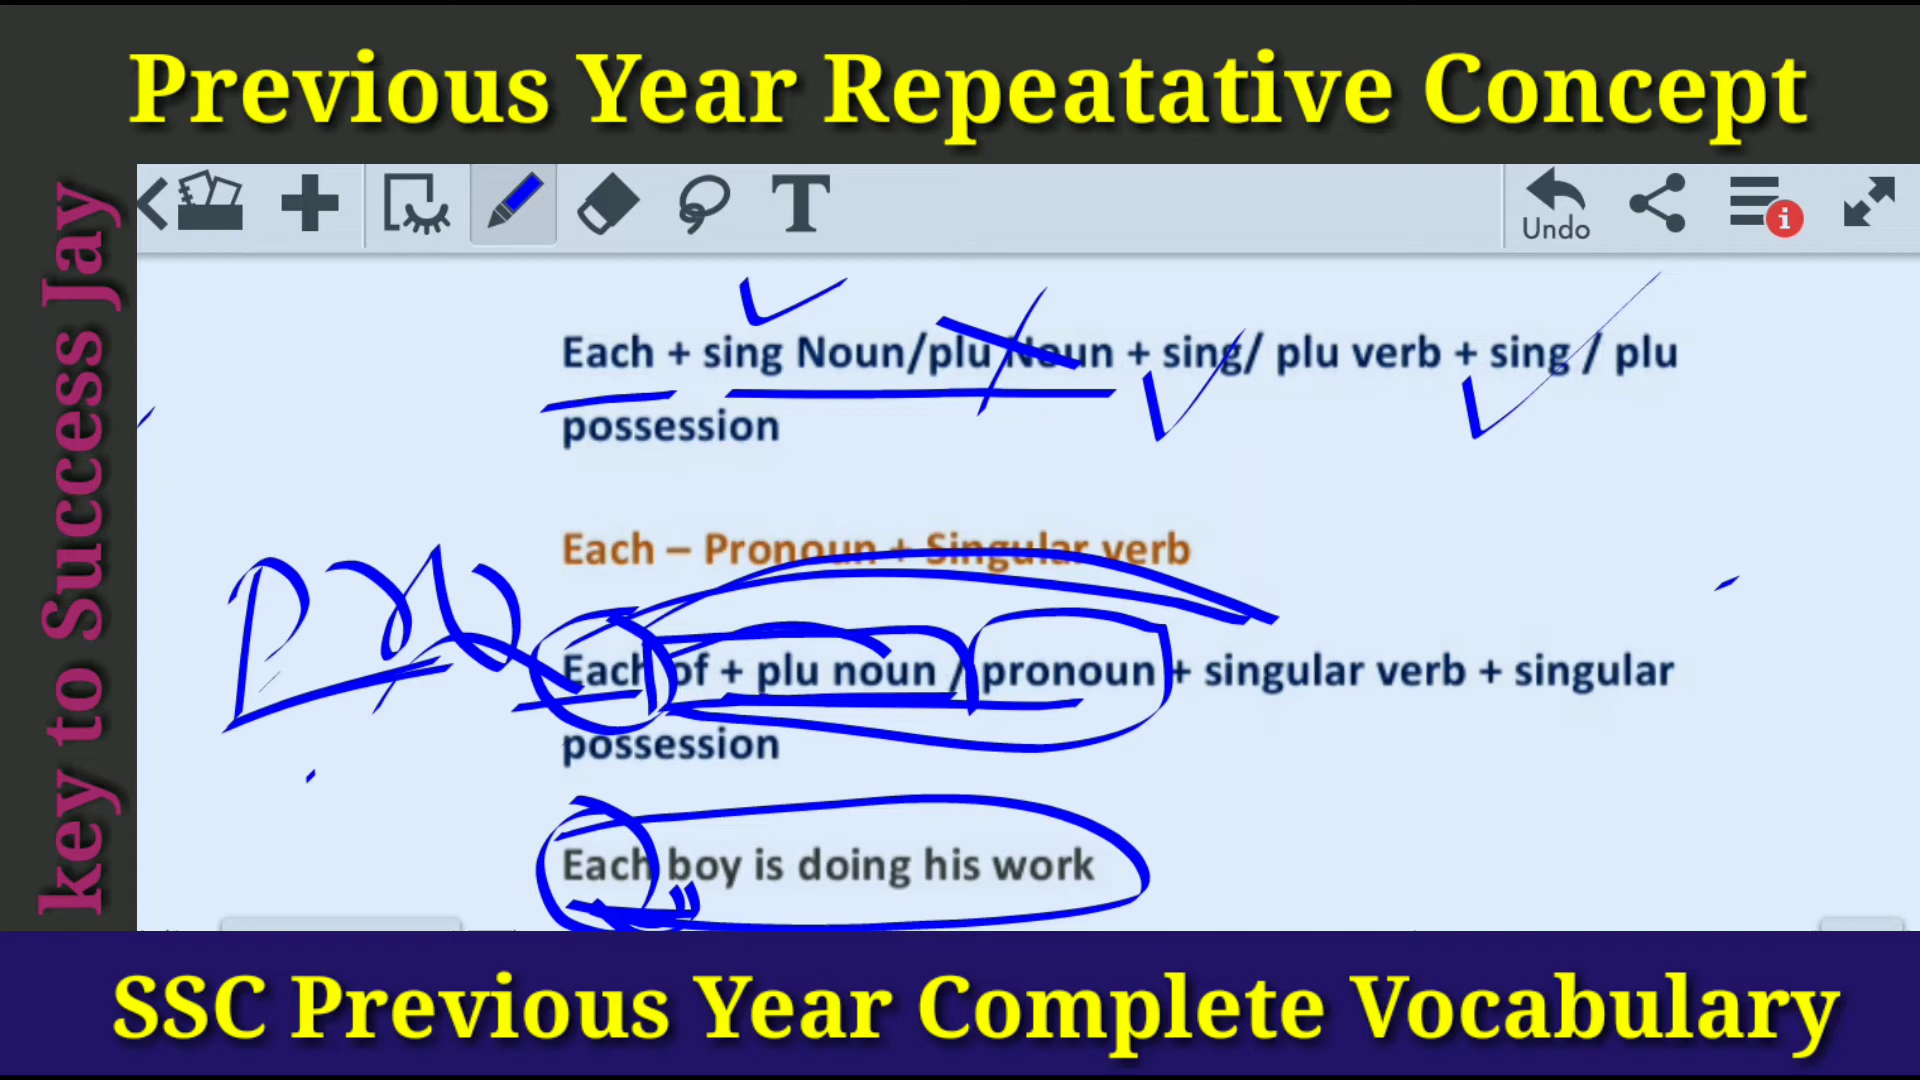 Previous Year Repeatative Concept
key to Success Jay
Undo
Each + sing Noun/plu Noun + sing/ plu verb + sing / plu
possession
Each – Pronoun + Singular verb
Each of + plu noun / pronoun + singular verb + singular
possession
Each boy is doing his work
SSC Previous Year Complete Vocabulary